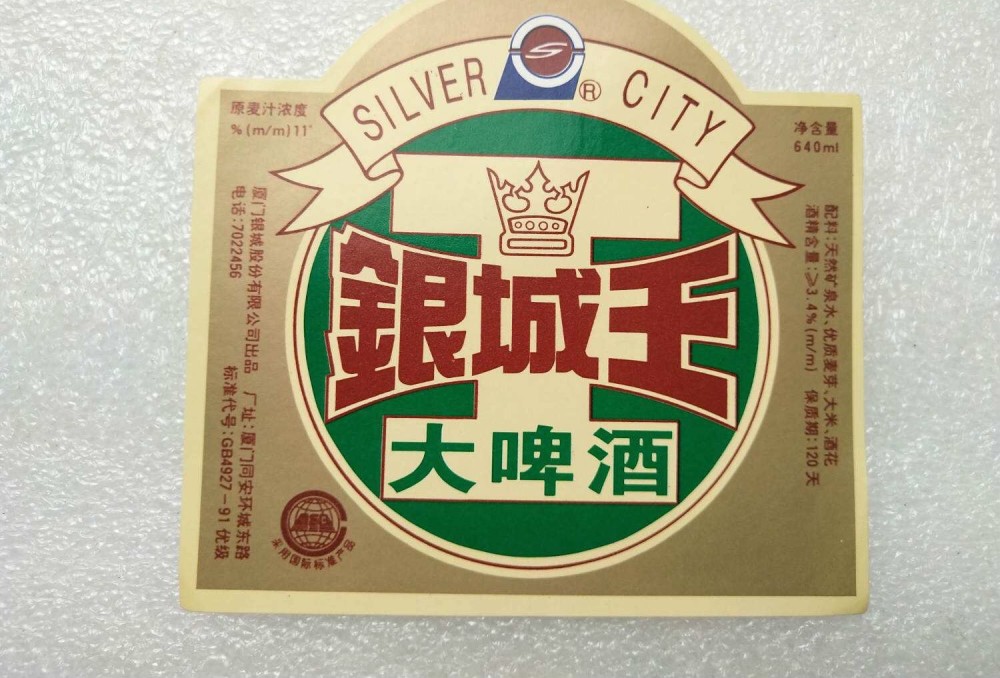 SILVER CITY
®
原麦汁浓度
%(m/m)11°
净含量
640ml
銀城王
大啤酒
厦门银城股份有限公司出品 厂址:厦门同安环城东路
电话:7022456 标准代号:GB4927-91优级
配料:天然矿泉水、优质麦芽、大米、酒花
酒精含量:≥3.4%(m/m) 保质期:120天
采用国际标准产品